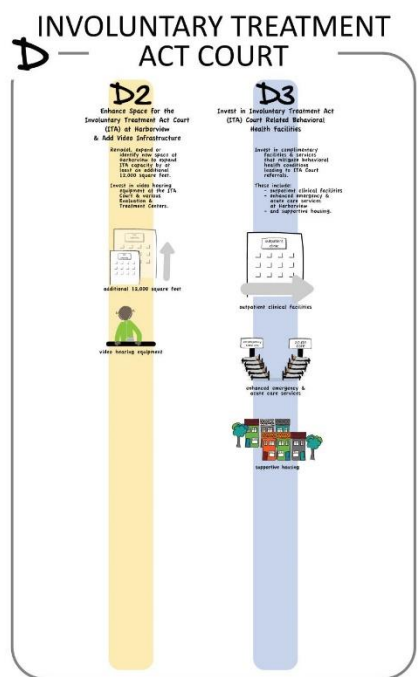 INVOLUNTARY TREATMENT
ACT COURT
D
D2
Enhance Space for the
Involuntary Treatment Act Court
(ITA) at Harborview
& Add Video Infrastructure
Remodel, expand or
identify new space at
Harborview to expand
ITA capacity by at
least an additional
12,000 square feet.
Invest in video hearing
equipment at the ITA
Court & various
Evaluation &
Treatment Centers.
additional 12,000 square feet
video hearing equipment
D3
Invest in Involuntary Treatment Act
(ITA) Court Related Behavioral
Health Facilities
Invest in complimentary
facilities & services
that mitigate behavioral
health conditions
leading to ITA Court
referrals.
These include:
- outpatient clinical facilities
- enhanced emergency &
acute care services
at Harborview
- and supportive housing.
outpatient clinical facilities
enhanced emergency &
acute care services
supportive housing